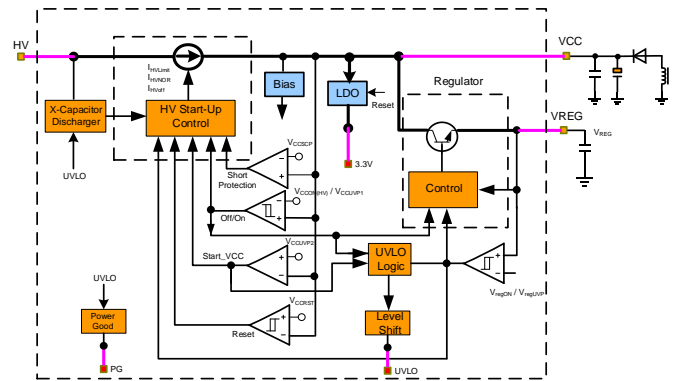 HV
VCC
I_HVLimit
I_HVNOR
I_HVoff
Bias
LDO
Reset
Regulator
X-Capacitor
Discharger
HV Start-Up
Control
VREG
V_REG
UVLO
V_CCSCP
Short
Protection
3.3V
V_CCON(HV) / V_CCUVP1
Control
Off/On
V_CCUVP2
Start_VCC
UVLO
Logic
UVLO
V_regON / V_regUVP
V_CCRST
Power
Good
Reset
Level
Shift
PG
UVLO
+
−
+
−
+
−
+
−
+
−